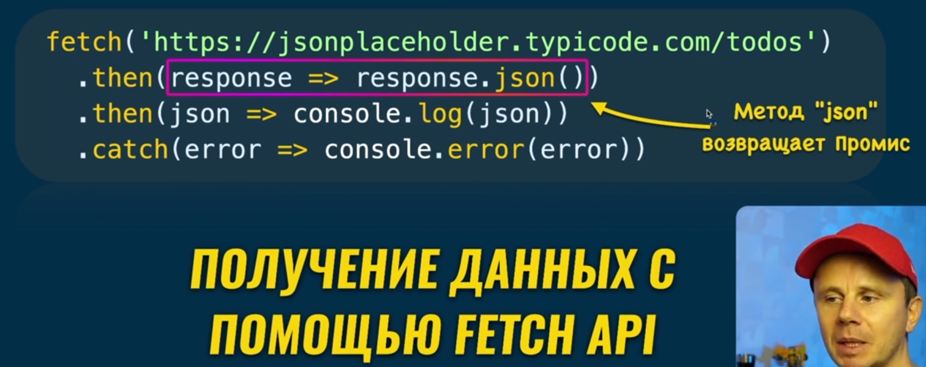 fetch('https://jsonplaceholder.typicode.com/todos')
.then(response => response.json())
.then(json => console.log(json))
.catch(error => console.error(error))
Метод "json"
возвращает Промис
ПОЛУЧЕНИЕ ДАННЫХ С
ПОМОЩЬЮ FETCH API